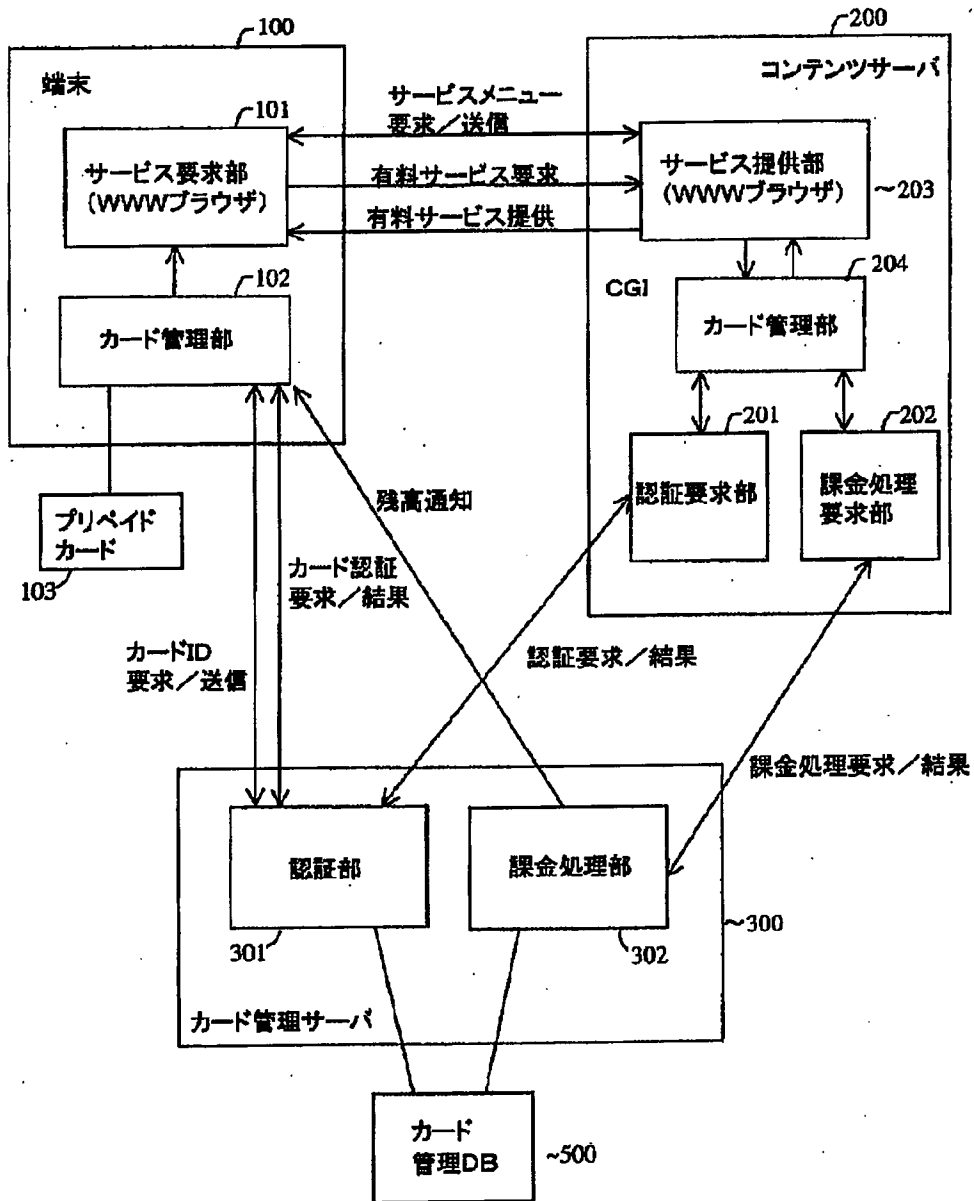 100
端末
101
サービス要求部
(WWWブラウザ)
102
カード管理部
プリペイド
カード
103
サービスメニュー
要求/送信
有料サービス要求
有料サービス提供
200
コンテンツサーバ
サービス提供部
(WWWブラウザ)
~203
CGI
204
カード管理部
201
認証要求部
202
課金処理
要求部
残高通知
カード認証
要求/結果
カードID
要求/送信
認証要求/結果
課金処理要求/結果
認証部
301
課金処理部
302
~300
カード管理サーバ
カード
管理DB
~500